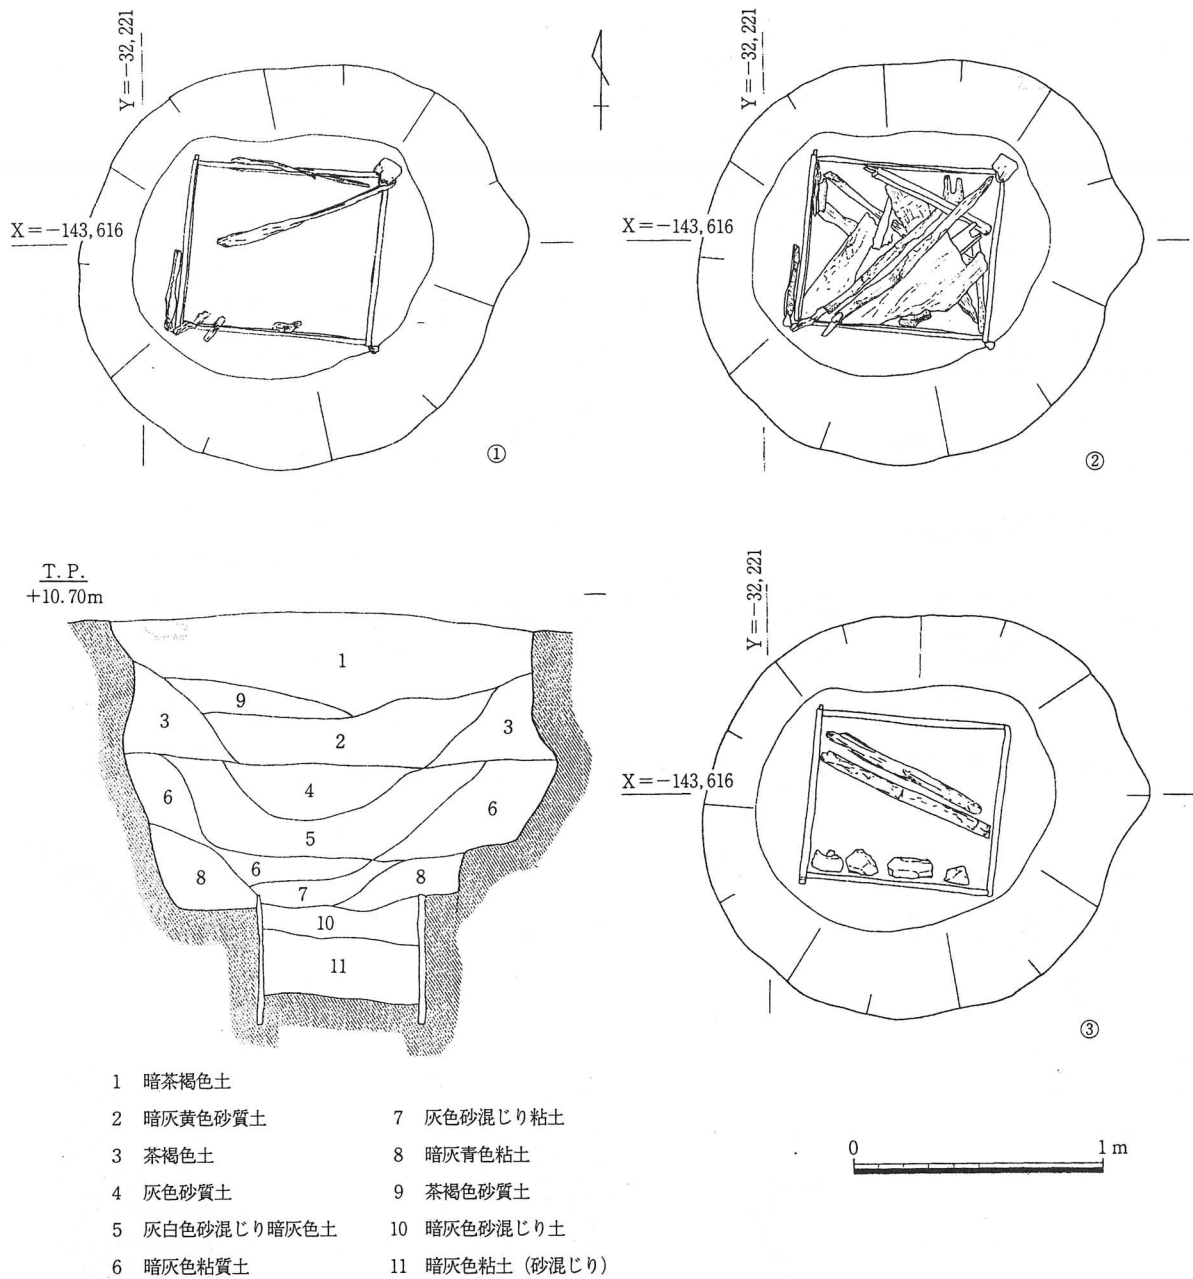 Y=-32,221
X=-143,616
①
Y=-32,221
X=-143,616
②
T.P.
+10.70m
1
9
3
2
3
4
6
6
5
6
8
7
8
10
11
Y=-32,221
X=-143,616
③
1 暗茶褐色土
2 暗灰黄色砂質土
3 茶褐色土
4 灰色砂質土
5 灰白色砂混じり暗灰色土
6 暗灰色粘質土
7 灰色砂混じり粘土
8 暗灰青色粘土
9 茶褐色砂質土
10 暗灰色砂混じり土
11 暗灰色粘土（砂混じり）
0 1m